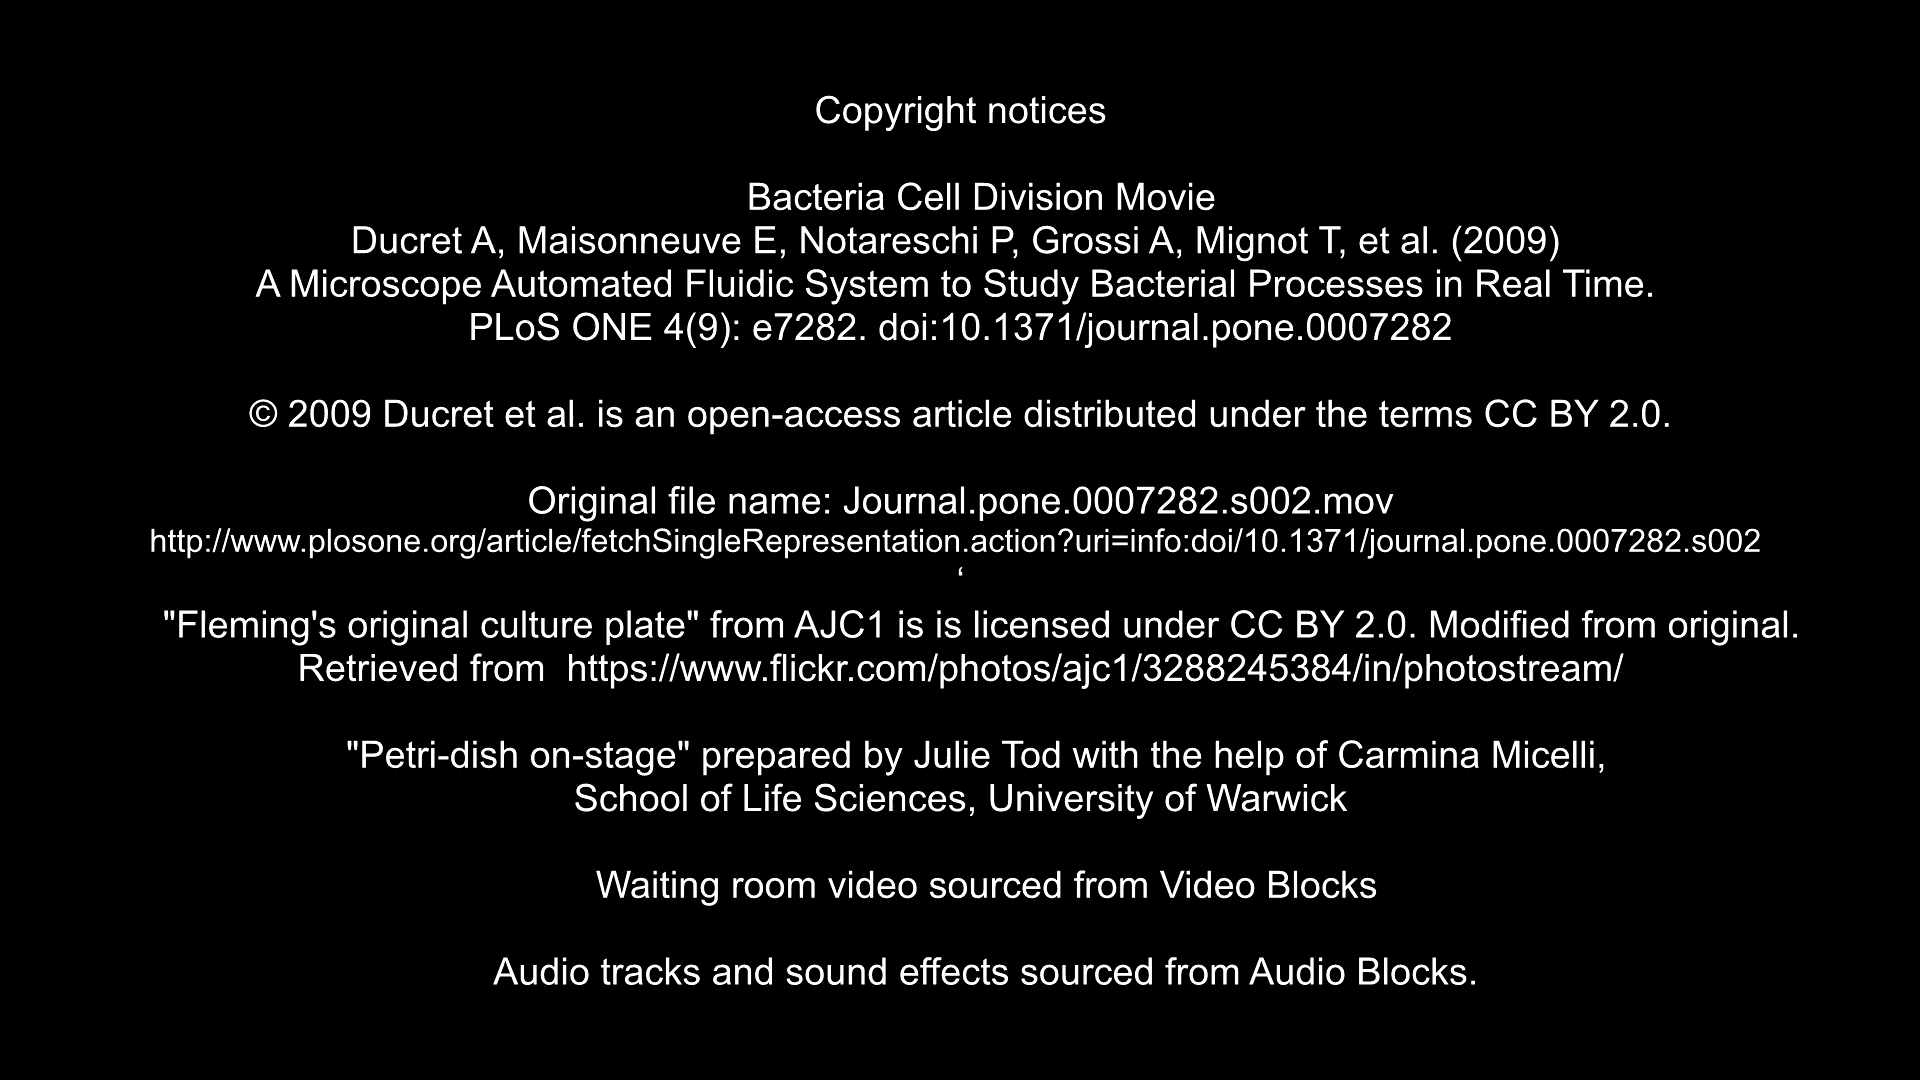 Copyright notices
Bacteria Cell Division Movie
Ducret A, Maisonneuve E, Notareschi P, Grossi A, Mignot T, et al. (2009)
A Microscope Automated Fluidic System to Study Bacterial Processes in Real Time.
PLoS ONE 4(9): e7282. doi:10.1371/journal.pone.0007282
© 2009 Ducret et al. is an open-access article distributed under the terms CC BY 2.0.
Original file name: Journal.pone.0007282.s002.mov
http://www.plosone.org/article/fetchSingleRepresentation.action?uri=info:doi/10.1371/journal.pone.0007282.s002
‘
"Fleming's original culture plate" from AJC1 is is licensed under CC BY 2.0. Modified from original.
Retrieved from  https://www.flickr.com/photos/ajc1/3288245384/in/photostream/
"Petri-dish on-stage" prepared by Julie Tod with the help of Carmina Micelli,
School of Life Sciences, University of Warwick
Waiting room video sourced from Video Blocks
Audio tracks and sound effects sourced from Audio Blocks.